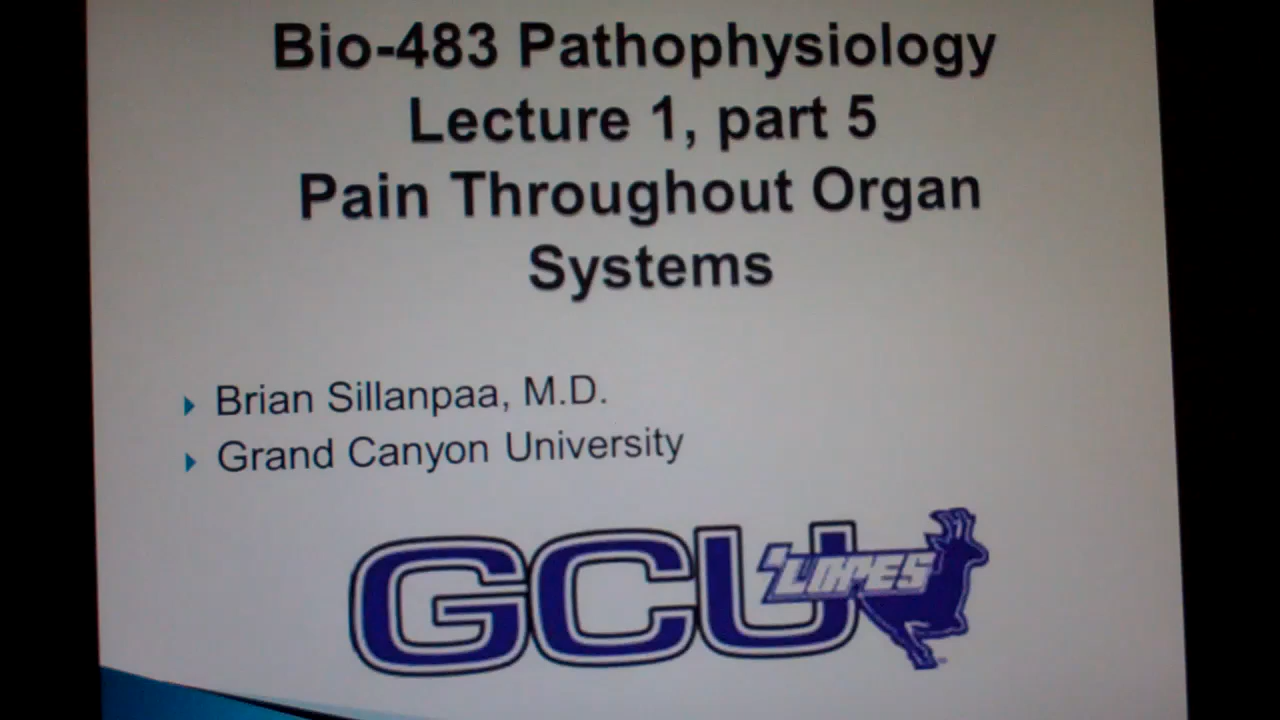 Bio-483 Pathophysiology
Lecture 1, part 5
Pain Throughout Organ
Systems
Brian Sillanpaa, M.D.
Grand Canyon University
GCU
'LOPES